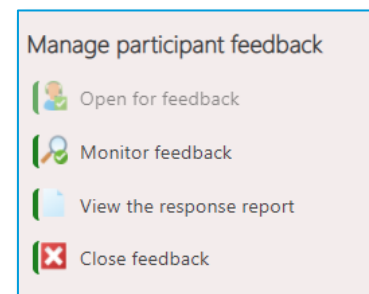 Manage participant feedback
Open for feedback
Monitor feedback
View the response report
Close feedback